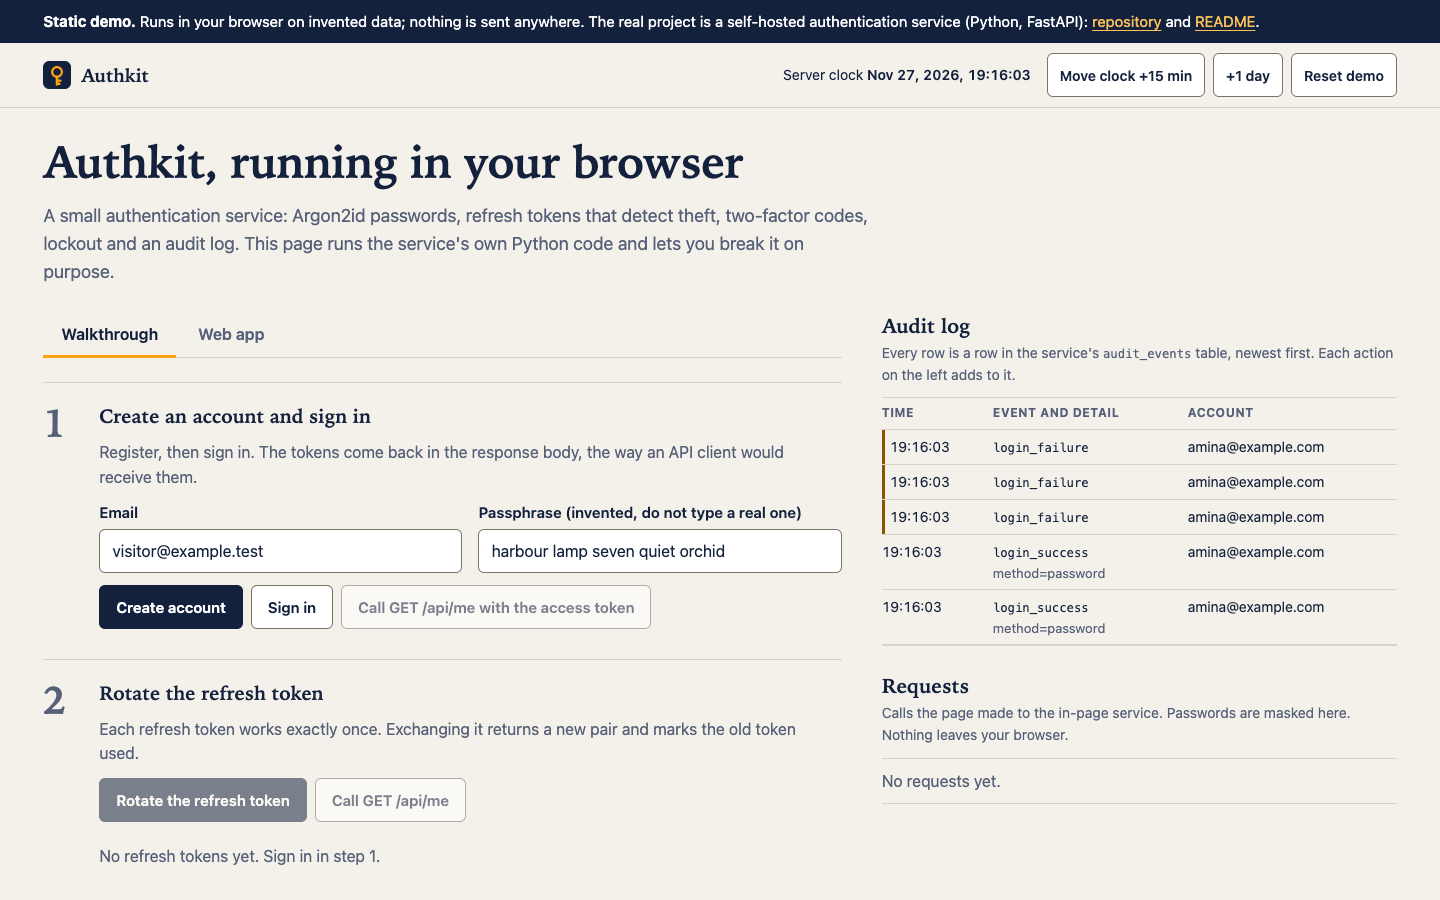 Static demo. Runs in your browser on invented data; nothing is sent anywhere. The real project is a self-hosted authentication service (Python, FastAPI): repository and README.
Authkit
Server clock Nov 27, 2026, 19:16:03
Move clock +15 min
+1 day
Reset demo
Authkit, running in your browser
A small authentication service: Argon2id passwords, refresh tokens that detect theft, two-factor codes,
lockout and an audit log. This page runs the service's own Python code and lets you break it on
purpose.
Walkthrough
Web app
1
Create an account and sign in
Register, then sign in. The tokens come back in the response body, the way an API client would
receive them.
Email
Passphrase (invented, do not type a real one)
visitor@example.test
harbour lamp seven quiet orchid
Create account
Sign in
Call GET /api/me with the access token
2
Rotate the refresh token
Each refresh token works exactly once. Exchanging it returns a new pair and marks the old token
used.
Rotate the refresh token
Call GET /api/me
No refresh tokens yet. Sign in in step 1.
Audit log
Every row is a row in the service's audit_events table, newest first. Each action
on the left adds to it.
TIME EVENT AND DETAIL ACCOUNT
19:16:03 login_failure amina@example.com
19:16:03 login_failure amina@example.com
19:16:03 login_failure amina@example.com
19:16:03 login_success amina@example.com
method=password
19:16:03 login_success amina@example.com
method=password
Requests
Calls the page made to the in-page service. Passwords are masked here.
Nothing leaves your browser.
No requests yet.